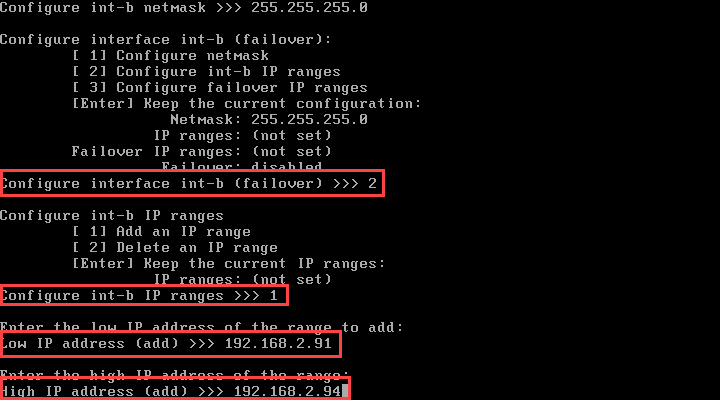 Configure int-b netmask >>> 255.255.255.0
Configure interface int-b (failover):
[ 1] Configure netmask
[ 2] Configure int-b IP ranges
[ 3] Configure failover IP ranges
[Enter] Keep the current configuration:
Netmask: 255.255.255.0
IP ranges: (not set)
Failover IP ranges: (not set)
Failover: disabled
Configure interface int-b (failover) >>> 2
Configure int-b IP ranges
[ 1] Add an IP range
[ 2] Delete an IP range
[Enter] Keep the current IP ranges:
IP ranges: (not set)
Configure int-b IP ranges >>> 1
Enter the low IP address of the range to add:
Low IP address (add) >>> 192.168.2.91
Enter the high IP address of the range:
High IP address (add) >>> 192.168.2.94